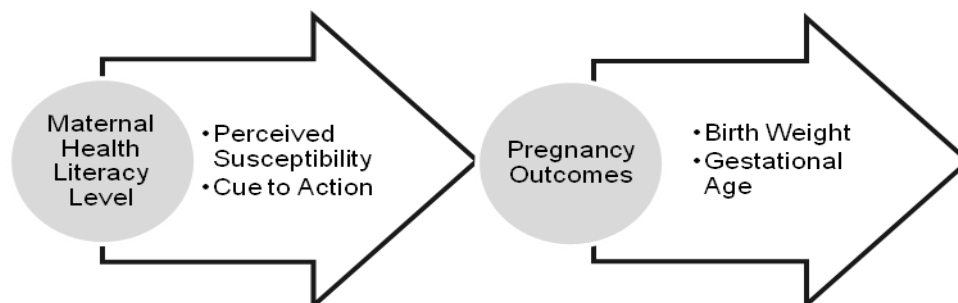 Maternal
Health
Literacy
Level
• Perceived
Susceptibility
• Cue to Action
Pregnancy
Outcomes
• Birth Weight
• Gestational
Age